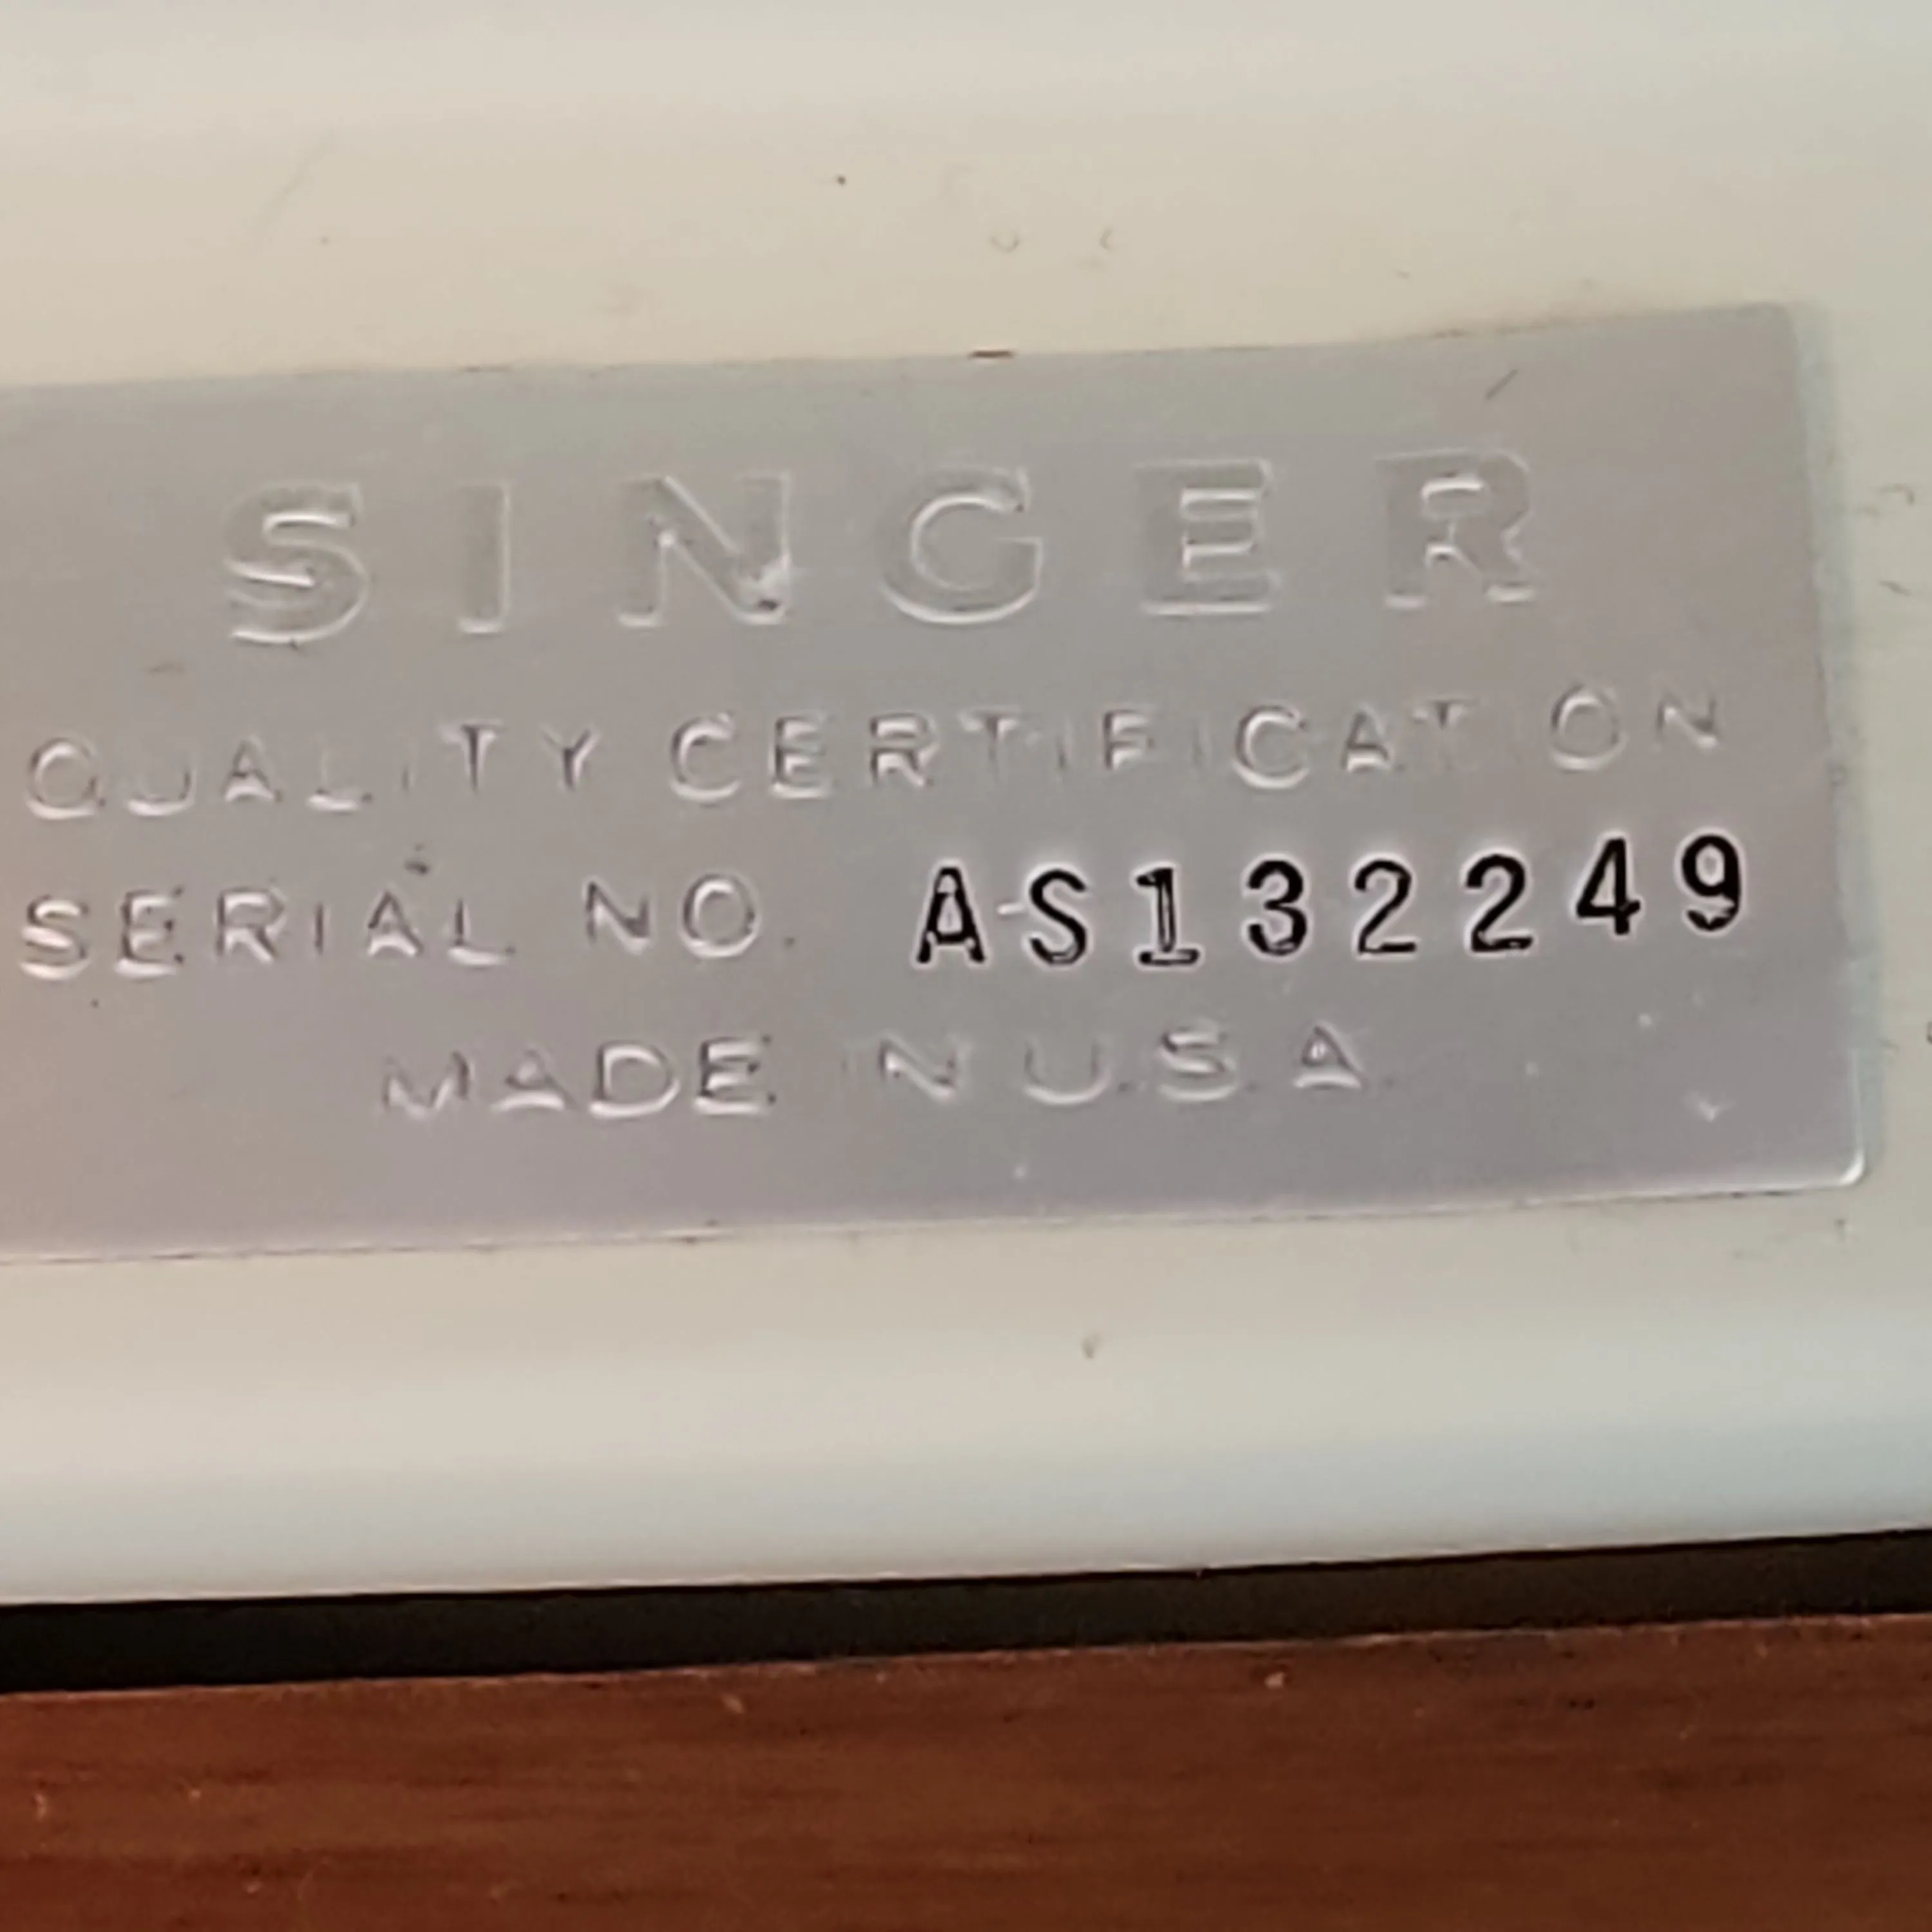 SINGER
QUALITY CERTIFICATION
SERIAL NO. AS132249
MADE IN U.S.A.